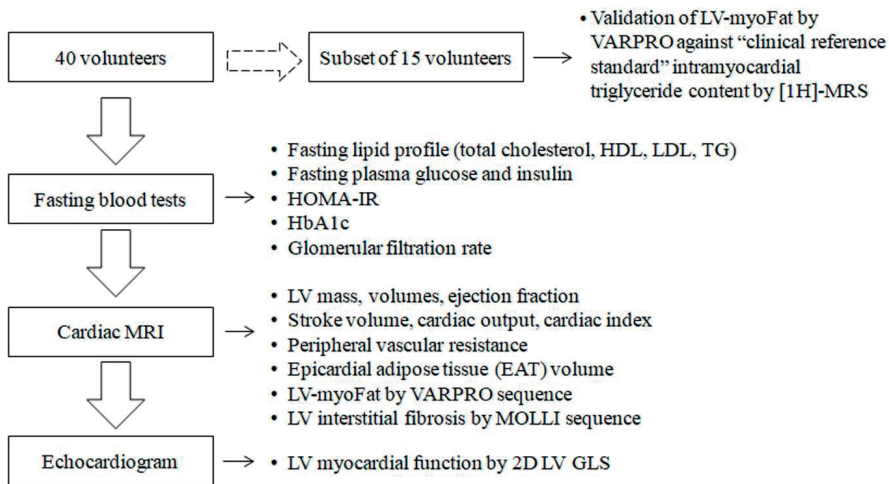 40 volunteers
Subset of 15 volunteers
• Validation of LV-myoFat by
VARPRO against “clinical reference
standard” intramyocardial
triglyceride content by [1H]-MRS
Fasting blood tests
• Fasting lipid profile (total cholesterol, HDL, LDL, TG)
• Fasting plasma glucose and insulin
• HOMA-IR
• HbA1c
• Glomerular filtration rate
Cardiac MRI
• LV mass, volumes, ejection fraction
• Stroke volume, cardiac output, cardiac index
• Peripheral vascular resistance
• Epicardial adipose tissue (EAT) volume
• LV-myoFat by VARPRO sequence
• LV interstitial fibrosis by MOLLI sequence
Echocardiogram
• LV myocardial function by 2D LV GLS